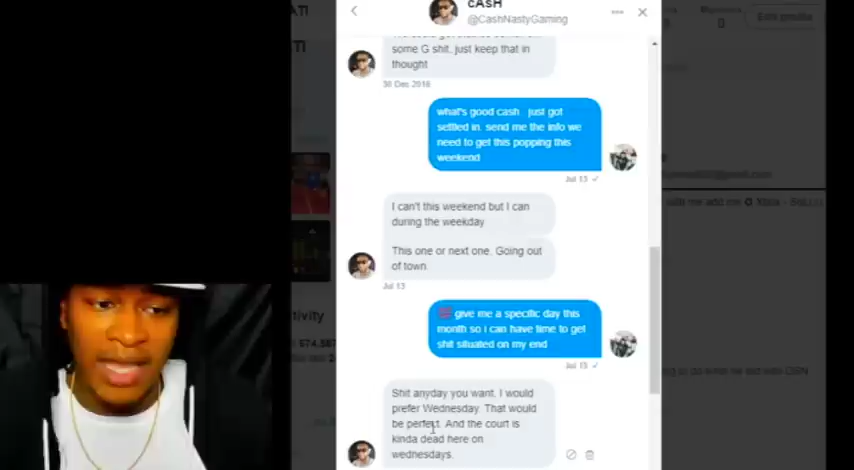 cASH
@CashNastyGaming
some G shit, just keep that in
thought
30 Dec 2016
what's good cash just got
settled in. send me the info we
need to get this popping this
weekend
Jul 13 ✓
I can't this weekend but I can
during the weekday
This one or next one. Going out
of town.
Jul 13
💯 give me a specific day this
month so i can have time to get
shit situated on my end
Jul 13 ✓
Shit anyday you want. I would
prefer Wednesday. That would
be perfect. And the court is
kinda dead here on
wednesdays.